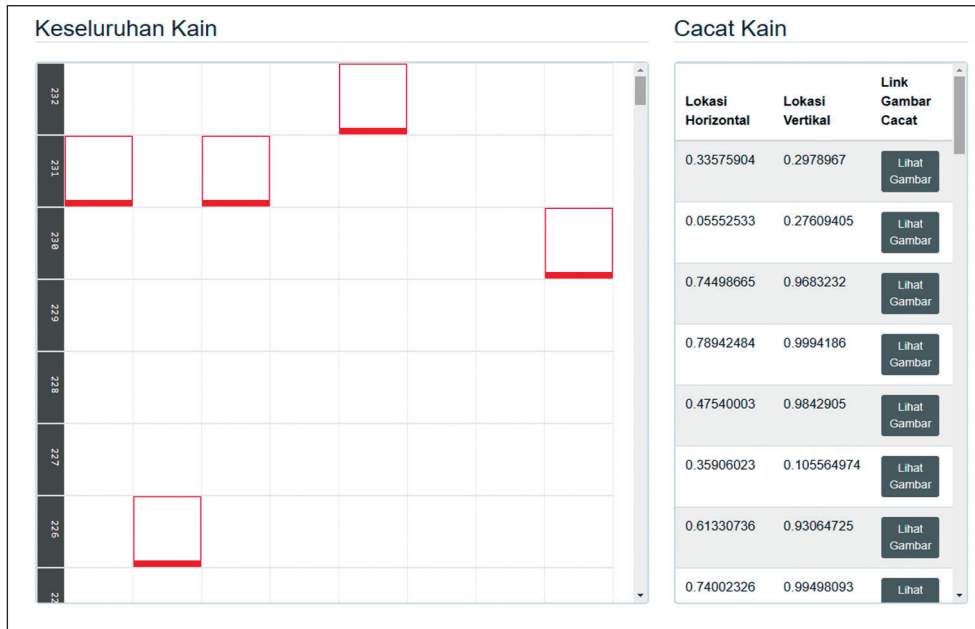 Keseluruhan Kain
232
231
230
229
228
227
226
22
Cacat Kain
Lokasi Horizontal
Lokasi Vertikal
Link Gambar Cacat
0.33575904 0.2978967 Lihat Gambar
0.05552533 0.27609405 Lihat Gambar
0.74498665 0.9683232 Lihat Gambar
0.78942484 0.9994186 Lihat Gambar
0.47540003 0.9842905 Lihat Gambar
0.35906023 0.105564974 Lihat Gambar
0.61330736 0.93064725 Lihat Gambar
0.74002326 0.99498093 Lihat